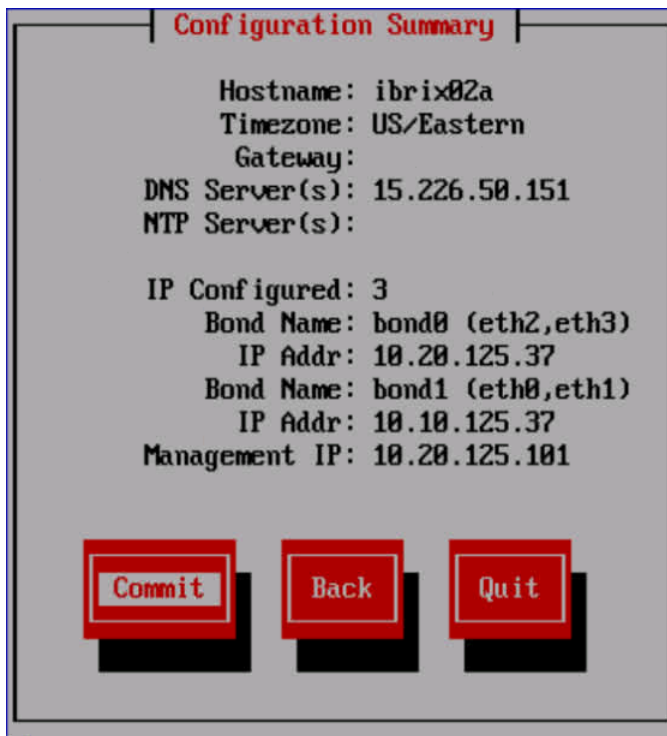 Configuration Summary
Hostname: ibrix02a
Timezone: US/Eastern
Gateway:
DNS Server(s): 15.226.50.151
NTP Server(s):
IP Configured: 3
Bond Name: bond0 (eth2,eth3)
IP Addr: 10.20.125.37
Bond Name: bond1 (eth0,eth1)
IP Addr: 10.10.125.37
Management IP: 10.20.125.101
Commit Back Quit